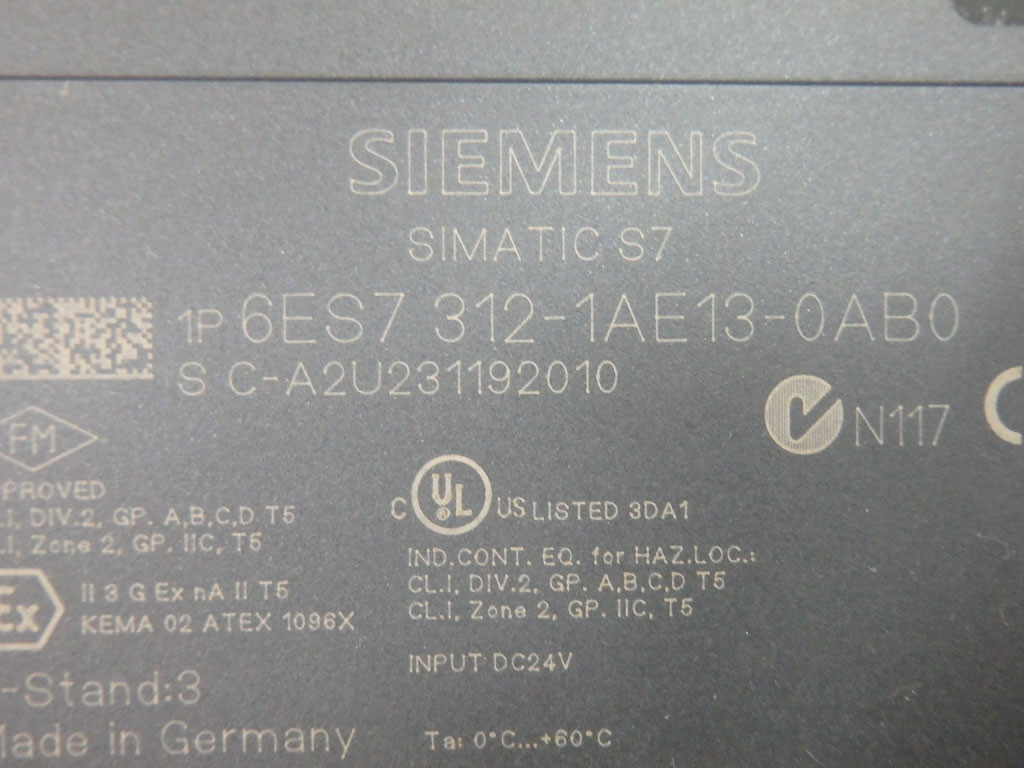 SIEMENS
SIMATIC S7
1P 6ES7 312-1AE13-0AB0
S C-A2U231192010
N117
FM
PROVED
.I, DIV.2, GP. A,B,C,D T5
.I, Zone 2, GP. IIC, T5
C UL ® US LISTED 3DA1
IND.CONT. EQ. for HAZ.LOC.:
CL.I, DIV.2, GP. A,B,C,D T5
CL.I, Zone 2, GP. IIC, T5
Ex II 3 G Ex nA II T5
KEMA 02 ATEX 1096X
INPUT DC24V
-Stand:3
ade in Germany
Ta: 0°C...+60°C